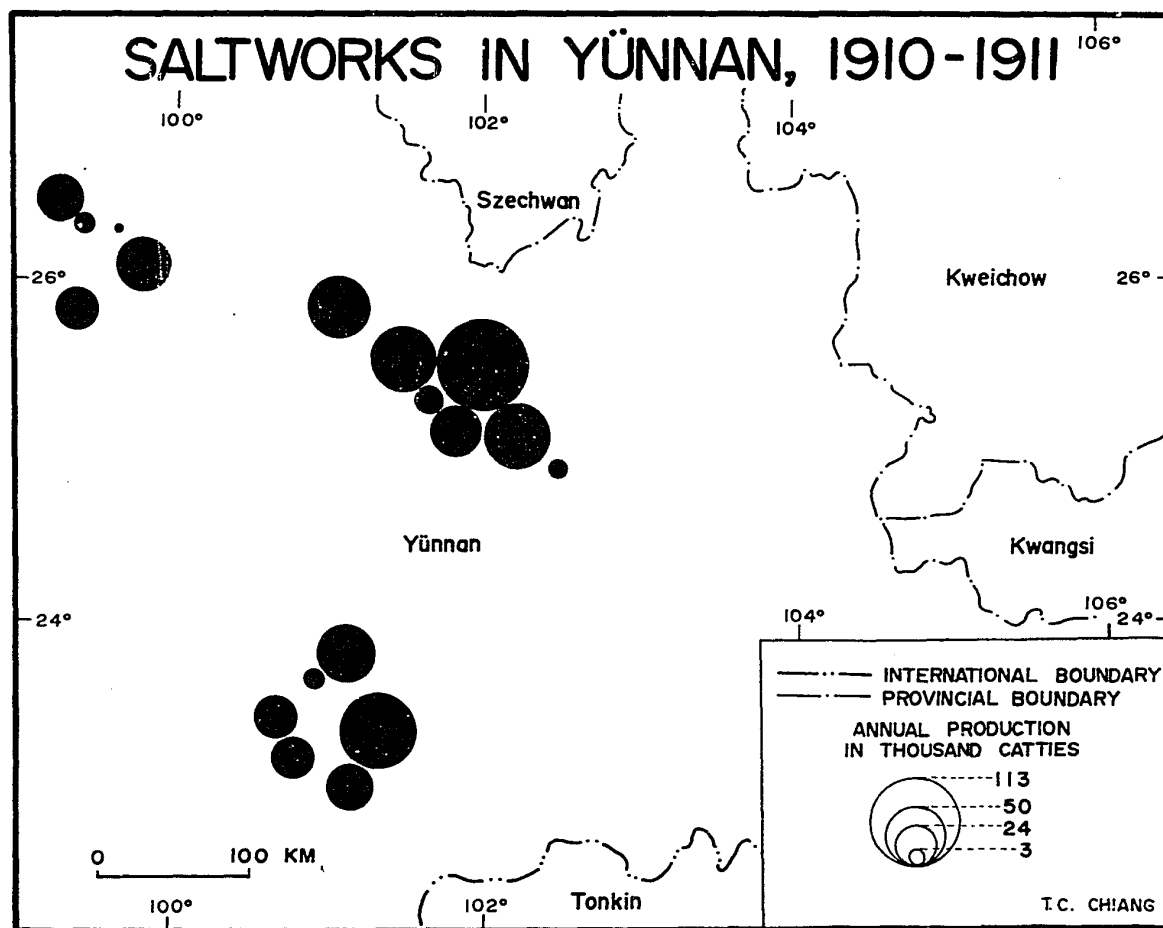 SALTWORKS IN YÜNNAN, 1910-1911
106°
100°
102°
104°
Szechwan
26°
Kweichow
26°
Yünnan
Kwangsi
24°
104°
106°
24°
INTERNATIONAL BOUNDARY
PROVINCIAL BOUNDARY
ANNUAL PRODUCTION
IN THOUSAND CATTIES
113
50
24
3
0 100 KM
Tonkin
T.C. CHIANG
100°
102°